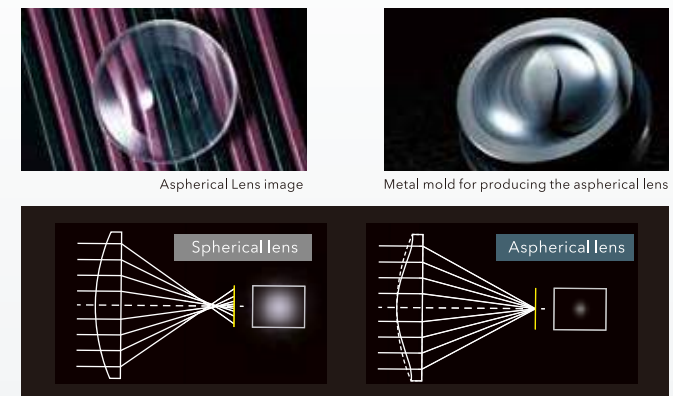 Aspherical Lens image
Metal mold for producing the aspherical lens
Spherical lens
Aspherical lens